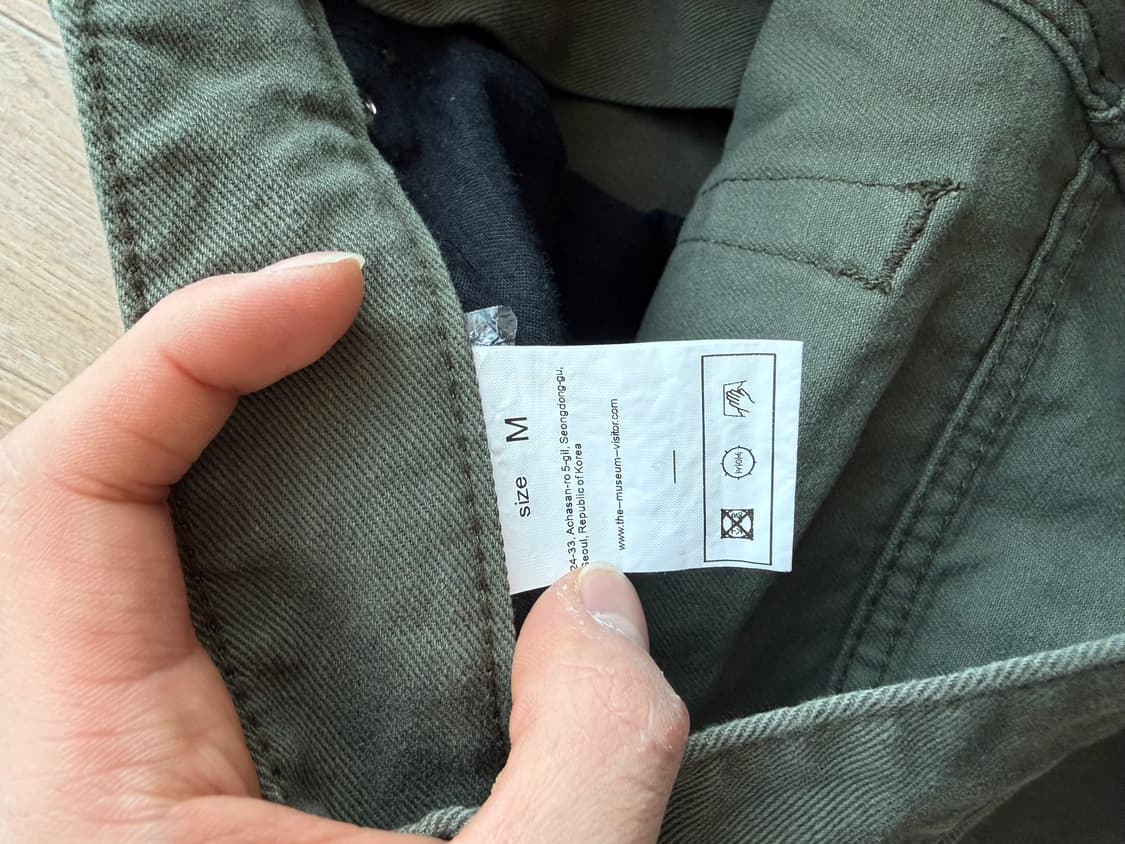 size M
24-33, Achasan-ro 5-gil, Seongdong-gu,
Seoul, Republic of Korea
www.the-museum-visitor.com